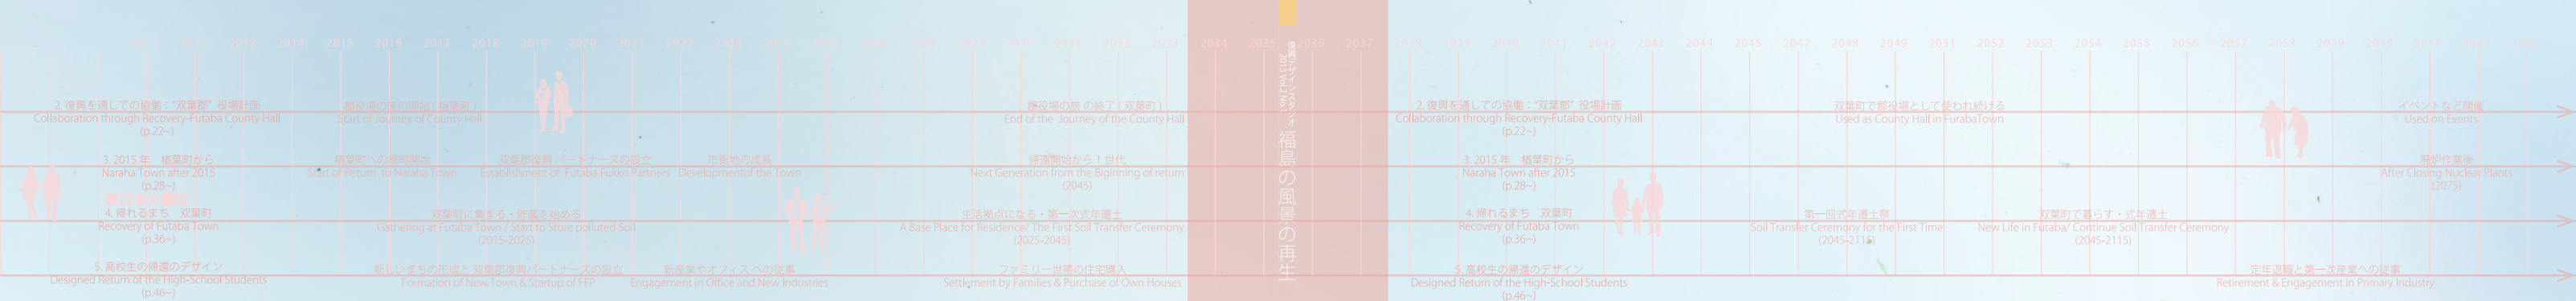 2014 2015 2016 2017 2018 2019 2020 2021 2022 2023
2031 2032 2033 2034 2035 2036 2037 2038 2039 2040 2041 2042 2043 2044 2045 2047 2048 2049 2051 2052 2053 2054 2055 2056 2057 2058 2059 2060
2. 復興を通しての協働："双葉郡" 役場計画
Collaboration through Recovery-Futaba County Hall
(p.22~)
郡役場の旅の開始 ( 楢葉町 )
Start of Journey of County Hall
郡役場の旅 の終了 ( 双葉町 )
End of the Journey of the County Hall
3. 2015 年　楢葉町から
Naraha Town after 2015
(p.28~)
楢葉町への帰町開始
Start of Return to Naraha Town
双葉郡復興 パートナーズの設立
Establishment of Futaba Fukko Partners
市街地の成長
Developmentof the Town
帰還開始から 1 世代
Next Generation from the Biginning of return
(2045)
4. 帰れるまち　双葉町
Recovery of Futaba Town
(p.36~)
双葉町に集まる・貯蔵を始める
Gathering at Futaba Town / Start to Store polluted Soil
(2015-2025)
生活拠点になる・第一次式年遷土
A Base Place for Residence/ The First Soil Transfer Ceremony
(2025-2045)
5. 高校生の帰還のデザイン
Designed Return of the High-School Students
(p.46~)
新しいまちの形成と 双葉郡復興パートナーズの設立
Formation of New Town & Startup of FFP
新産業やオフィス への従事
Engagement in Office and New Industries
ファミリー世帯の住宅購入
Settlement by Families & Purchase of Own Houses
復興デザインスタジオ
2013 Vol.2 No.1
福島の風景の再生
2. 復興を通しての協働："双葉郡" 役場計画
Collaboration through Recovery-Futaba County Hall
(p.22~)
双葉町で郡役場として使われ続ける
Used as County Hall in FurabaTown
イベントなど開催
Used on Events
3. 2015 年　楢葉町から
Naraha Town after 2015
(p.28~)
廃炉作業後
After Closing Nuclear Plants
(2075)
4. 帰れるまち　双葉町
Recovery of Futaba Town
(p.36~)
第一回式年遷土祭
Soil Transfer Ceremony for the First Time
(2045-2115)
双葉町で暮らす・式年遷土
New Life in Futaba/ Continue Soil Transfer Ceremony
(2045-2115)
5. 高校生の帰還のデザイン
Designed Return of the High-School Students
(p.46~)
定年退職と第一次産業への従事
Retirement & Engagement in Primary Industry